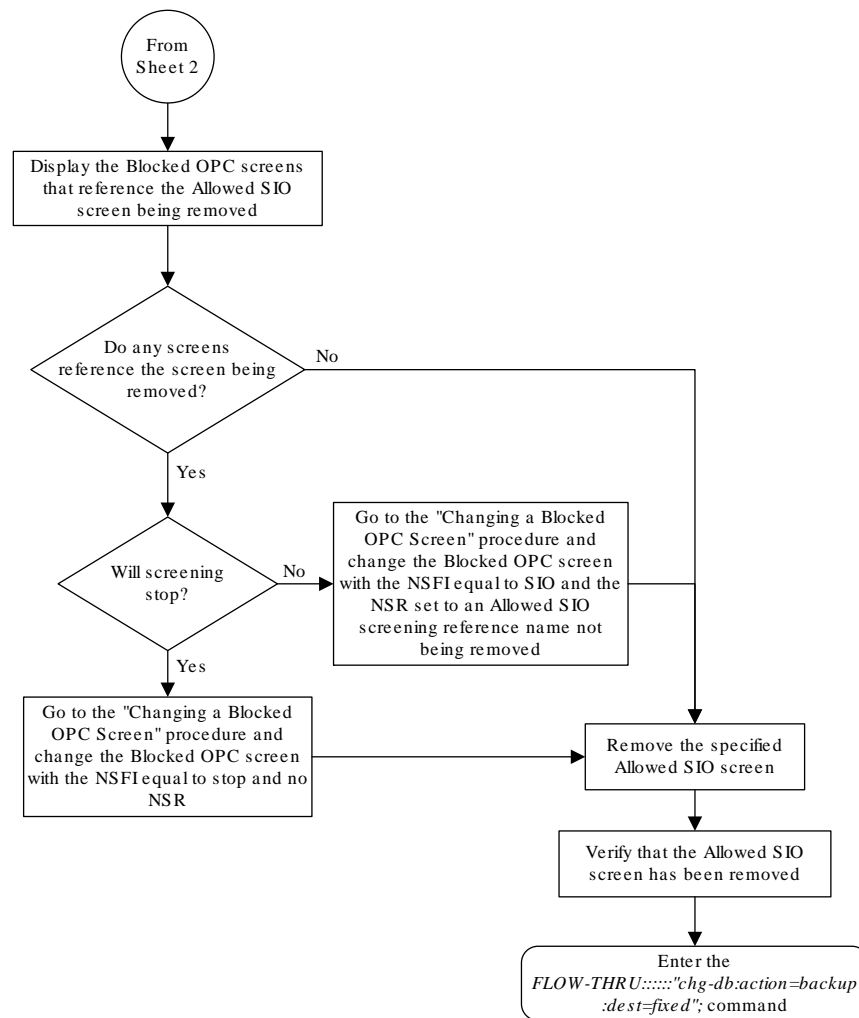 From
Sheet 2
Display the Blocked OPC screens
that reference the Allowed SIO
screen being removed
Do any screens
reference the screen being
removed?
No
Yes
Will screening
stop?
No
Go to the "Changing a Blocked
OPC Screen" procedure and
change the Blocked OPC screen
with the NSFI equal to SIO and the
NSR set to an Allowed SIO
screening reference name not
being removed
Yes
Go to the "Changing a Blocked
OPC Screen" procedure and
change the Blocked OPC screen
with the NSFI equal to stop and no
NSR
Remove the specified
Allowed SIO screen
Verify that the Allowed SIO
screen has been removed
Enter the
FLOW-THRU::::::"chg-db:action=backup
:dest=fixed"; command